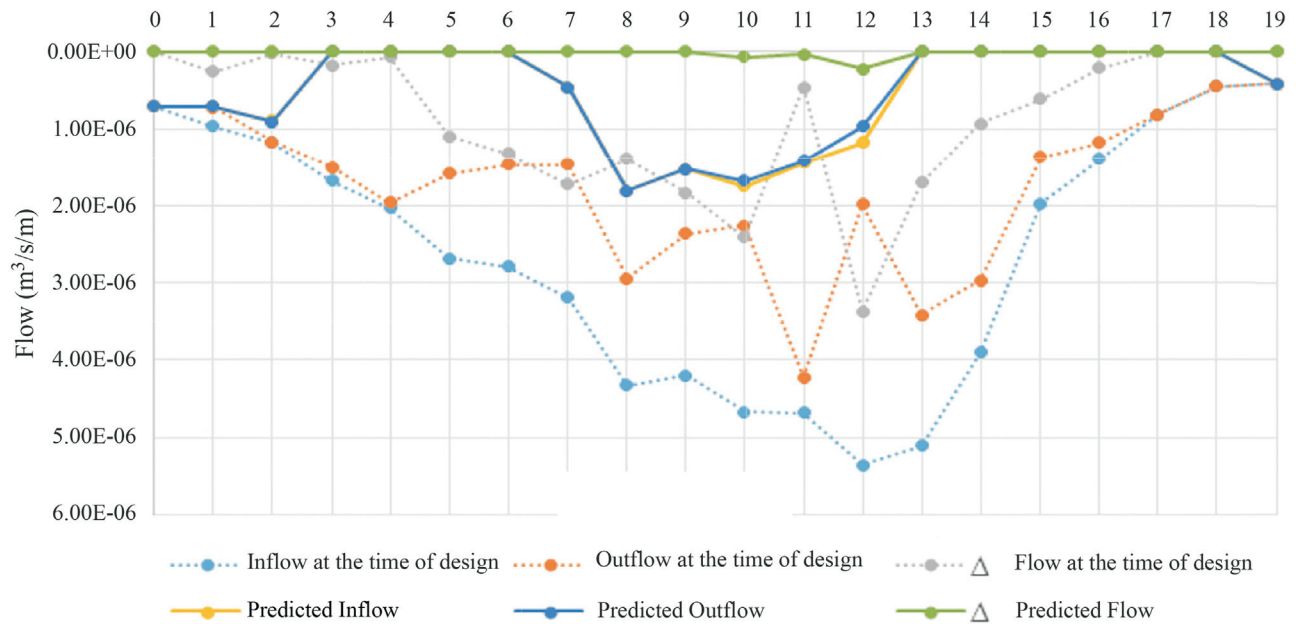 0 1 2 3 4 5 6 7 8 9 10 11 12 13 14 15 16 17 18 19
0.00E+00
1.00E-06
2.00E-06
3.00E-06
4.00E-06
5.00E-06
6.00E-06
Flow (m³/s/m)
Inflow at the time of design Outflow at the time of design △ Flow at the time of design
Predicted Inflow Predicted Outflow △ Predicted Flow